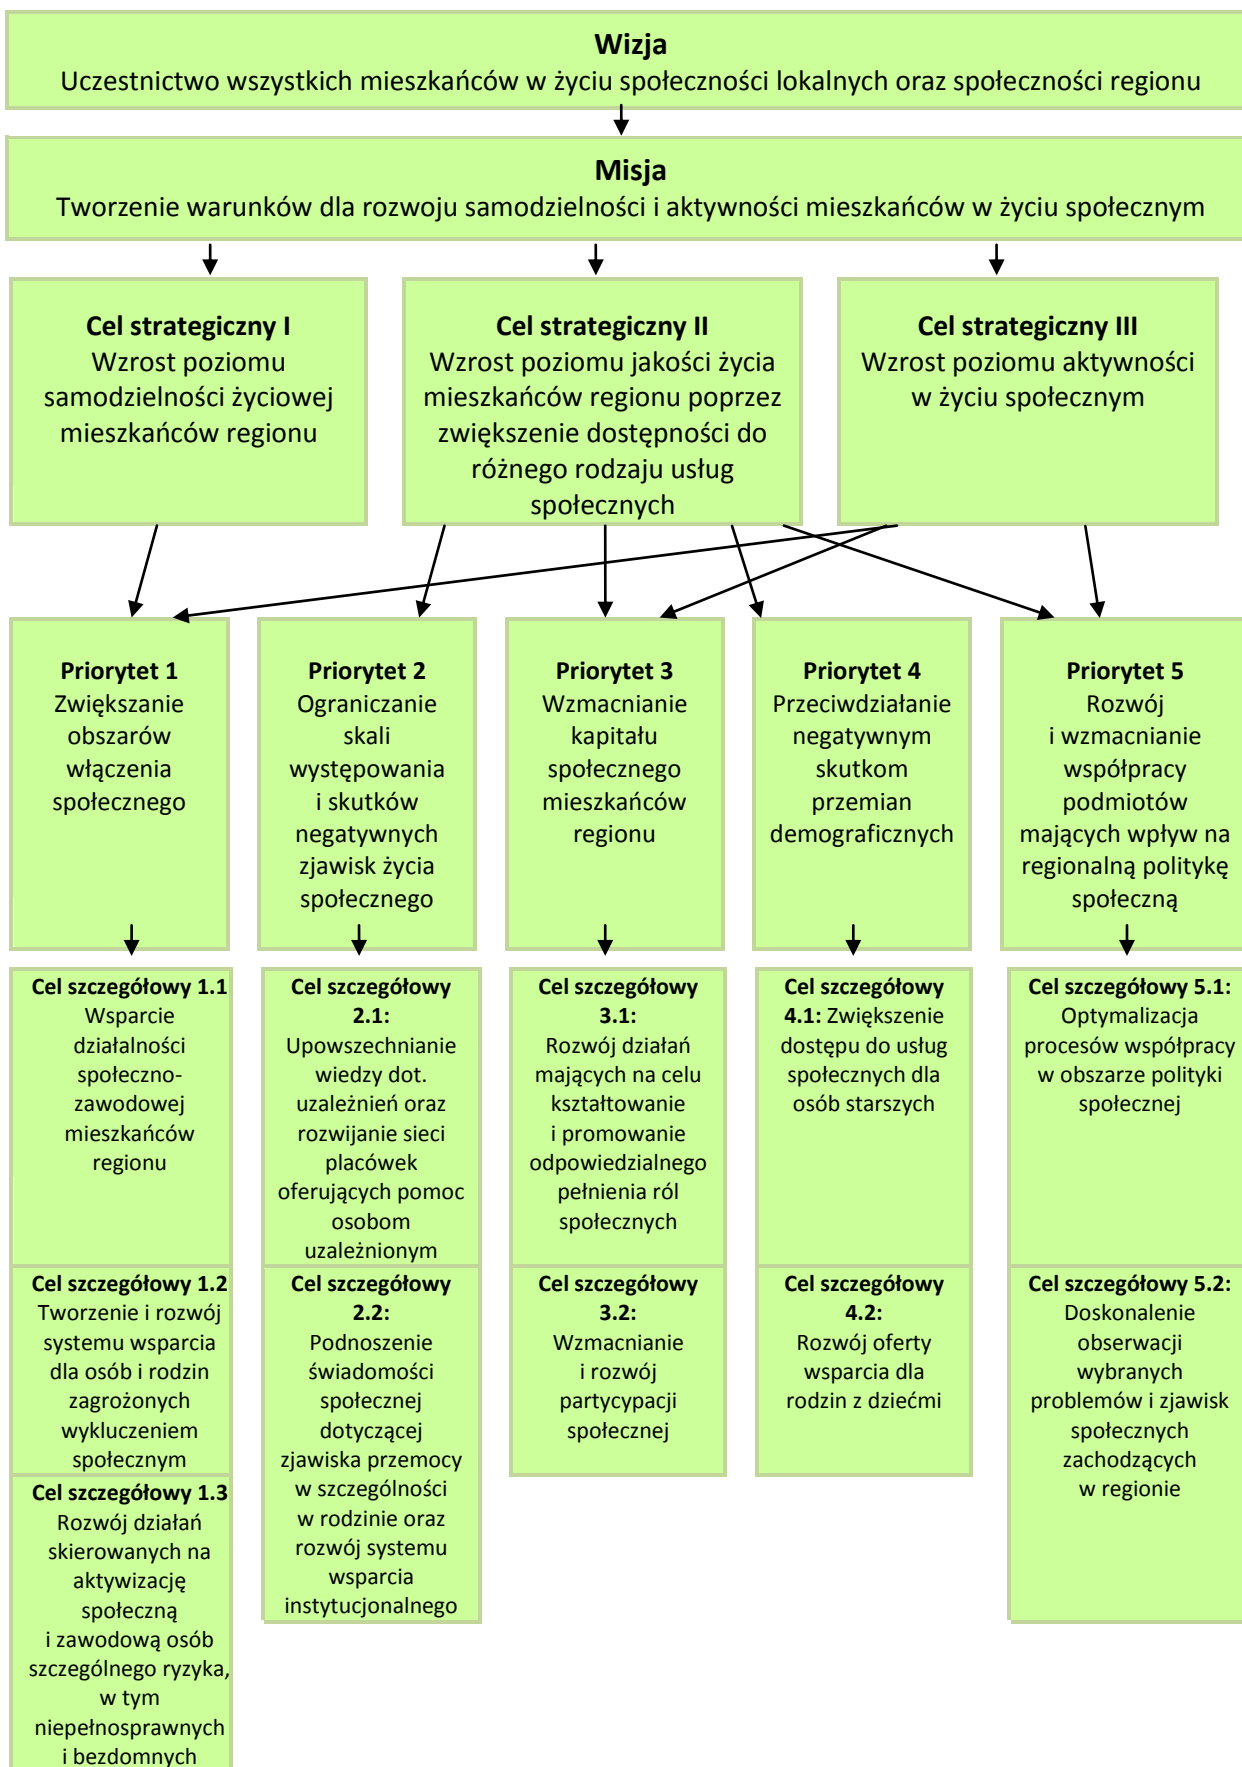 Wizja
Uczestnictwo wszystkich mieszkańców w życiu społeczności lokalnych oraz społeczności regionu
Misja
Tworzenie warunków dla rozwoju samodzielności i aktywności mieszkańców w życiu społecznym
Cel strategiczny I
Wzrost poziomu
samodzielności życiowej
mieszkańców regionu
Cel strategiczny II
Wzrost poziomu jakości życia
mieszkańców regionu poprzez
zwiększenie dostępności do
różnego rodzaju usług
społecznych
Cel strategiczny III
Wzrost poziomu aktywności
w życiu społecznym
Priorytet 1
Zwiększanie
obszarów
włączenia
społecznego
Priorytet 2
Ograniczanie
skali
występowania
i skutków
negatywnych
zjawisk życia
społecznego
Priorytet 3
Wzmacnianie
kapitału
społecznego
mieszkańców
regionu
Priorytet 4
Przeciwdziałanie
negatywnym
skutkom
przemian
demograficznych
Priorytet 5
Rozwój
i wzmacnianie
współpracy
podmiotów
mających wpływ na
regionalną politykę
społeczną
Cel szczegółowy 1.1
Wsparcie
działalności
społeczno-
zawodowej
mieszkańców
regionu
Cel szczegółowy
2.1:
Upowszechnianie
wiedzy dot.
uzależnień oraz
rozwijanie sieci
placówek
oferujących pomoc
osobom
uzależnionym
Cel szczegółowy
3.1:
Rozwój działań
mających na celu
kształtowanie
i promowanie
odpowiedzialnego
pełnienia ról
społecznych
Cel szczegółowy
4.1: Zwiększenie
dostępu do usług
społecznych dla
osób starszych
Cel szczegółowy 5.1:
Optymalizacja
procesów współpracy
w obszarze polityki
społecznej
Cel szczegółowy 1.2
Tworzenie i rozwój
systemu wsparcia
dla osób i rodzin
zagrożonych
wykluczeniem
społecznym
Cel szczegółowy
2.2:
Podnoszenie
świadomości
społecznej
dotyczącej
zjawiska przemocy
w szczególności
w rodzinie oraz
rozwój systemu
wsparcia
instytucjonalnego
Cel szczegółowy
3.2:
Wzmacnianie
i rozwój
partycypacji
społecznej
Cel szczegółowy
4.2:
Rozwój oferty
wsparcia dla
rodzin z dziećmi
Cel szczegółowy 5.2:
Doskonalenie
obserwacji
wybranych
problemów i zjawisk
społecznych
zachodzących
w regionie
Cel szczegółowy 1.3
Rozwój działań
skierowanych na
aktywizację
społeczną
i zawodową osób
szczególnego ryzyka,
w tym
niepełnosprawnych
i bezdomnych